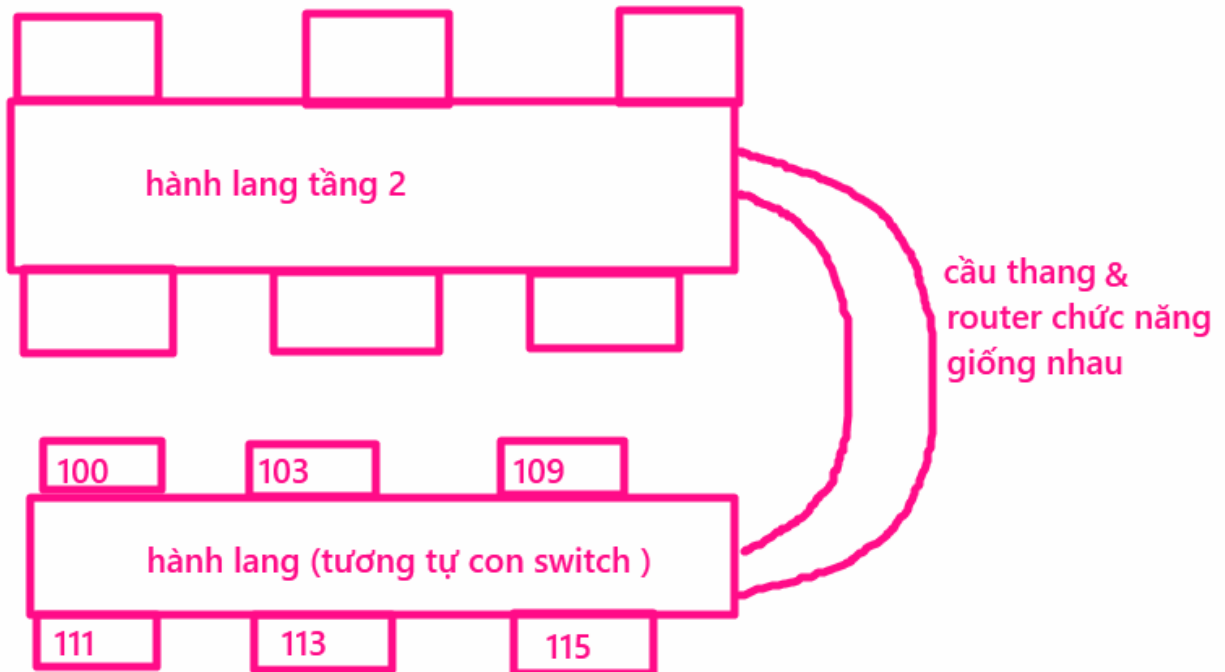 hành lang tầng 2
cầu thang &
router chức năng
giống nhau
100 103 109
hành lang (tương tự con switch )
111 113 115